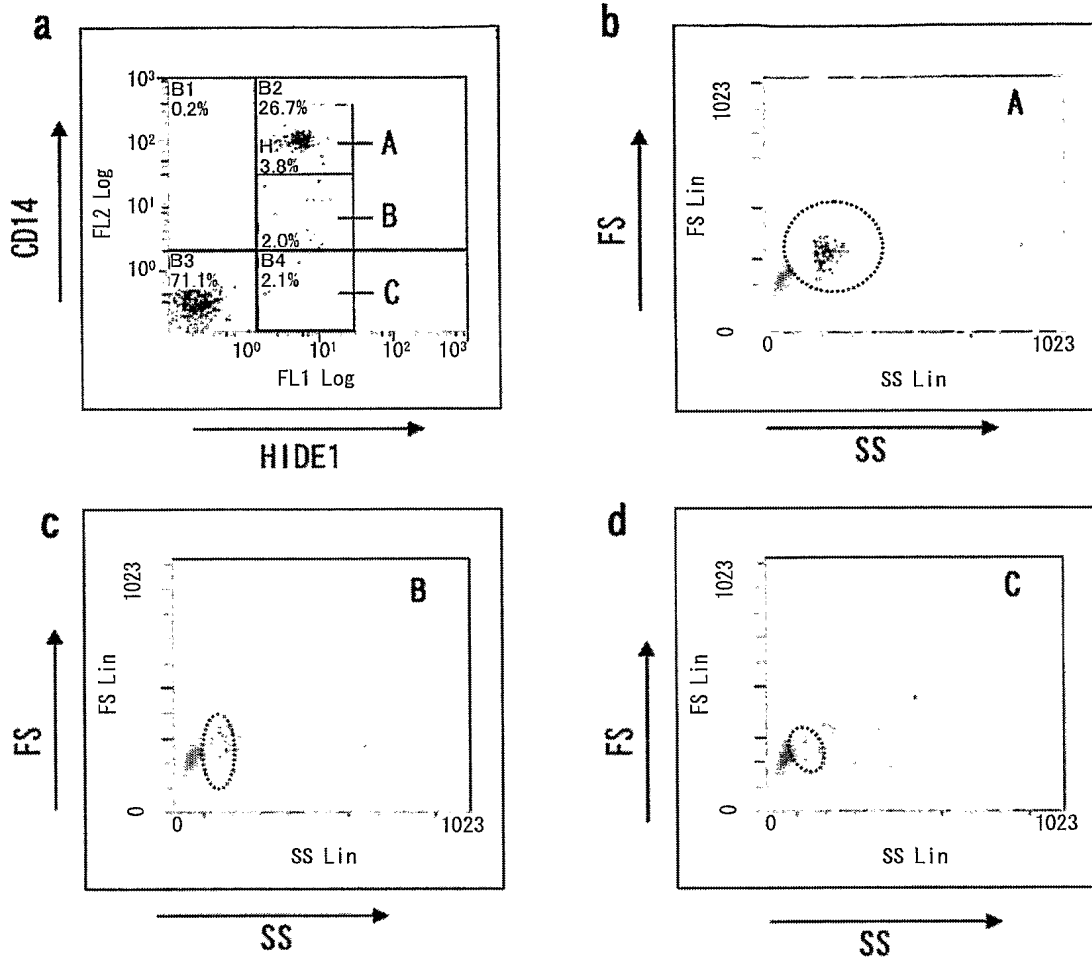 a
CD14
FL2 Log
10³
10²
10¹
10⁰
B1
0.2%
B2
26.7%
3.8%
2.0%
B3
71.1%
B4
2.1%
A
B
C
10⁰ 10¹ 10² 10³
FL1 Log
HIDE1
b
FS
FS Lin
1023
0
A
0 1023
SS Lin
SS
c
FS
FS Lin
1023
0
B
0 1023
SS Lin
SS
d
FS
FS Lin
1023
0
C
0 1023
SS Lin
SS